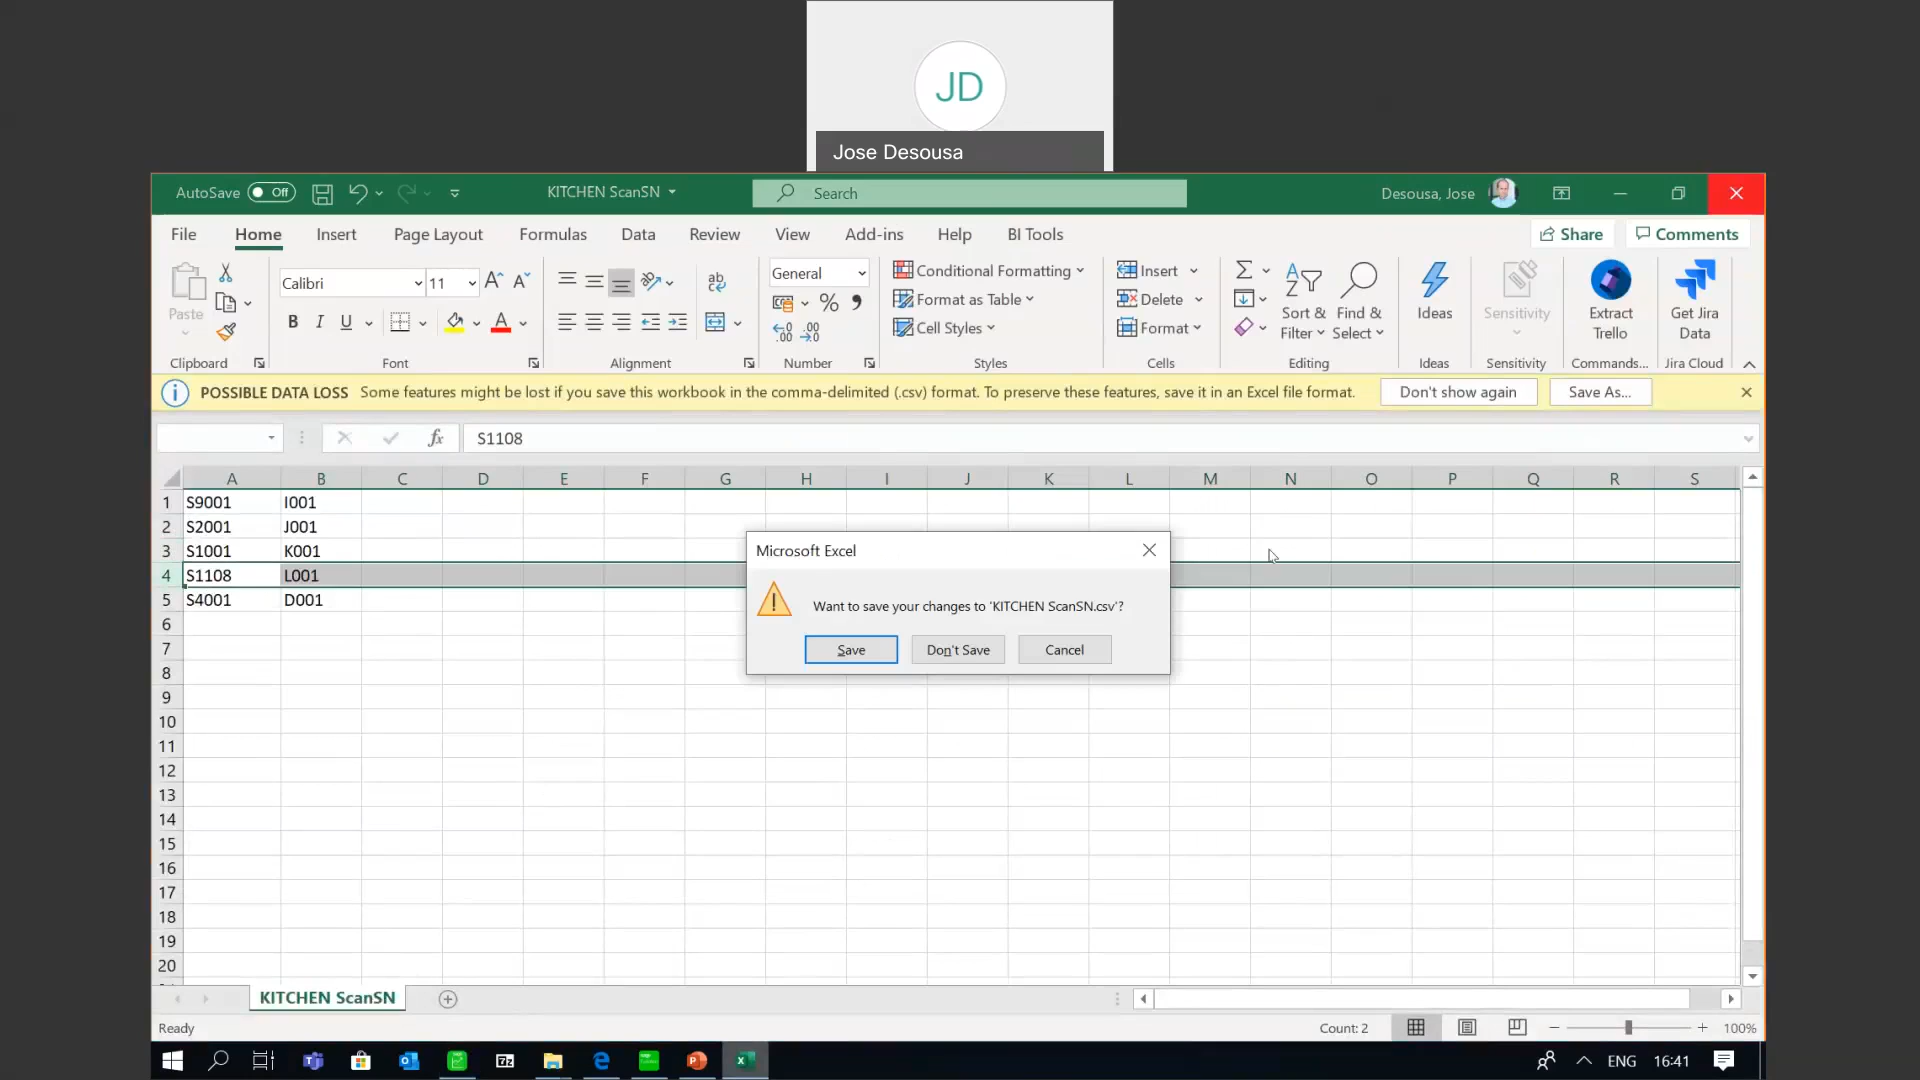 JD
Jose Desousa
AutoSave Off KITCHEN ScanSN Search Desousa, Jose
File Home Insert Page Layout Formulas Data Review View Add-ins Help BI Tools Share Comments
Paste
Clipboard
Calibri 11
B I U A
Font
ab
Alignment
General
% 9
Number
Conditional Formatting
Format as Table
Cell Styles
Styles
Insert
Delete
Format
Cells
Sort & Filter
Find & Select
Editing
Ideas
Ideas
Sensitivity
Sensitivity
Extract Trello
Commands...
Get Jira Data
Jira Cloud
POSSIBLE DATA LOSS Some features might be lost if you save this workbook in the comma-delimited (.csv) format. To preserve these features, save it in an Excel file format. Don't show again Save As...
fx S1108
A B C D E F G H I J K L M N O P Q R S
1 S9001 I001
2 S2001 J001
3 S1001 K001
4 S1108 L001
5 S4001 D001
6
7
8
9
10
11
12
13
14
15
16
17
18
19
20
Microsoft Excel
Want to save your changes to 'KITCHEN ScanSN.csv'?
Save Don't Save Cancel
KITCHEN ScanSN
Ready Count: 2 100%
7z ENG 16:41